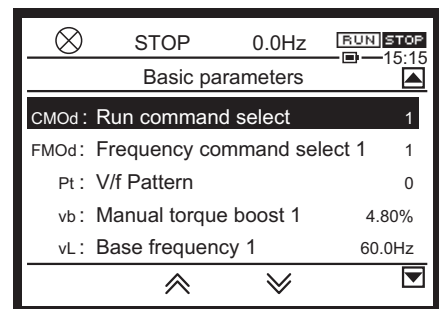 STOP 0.0Hz RUN STOP
15:15
Basic parameters
CMOd : Run command select 1
FMOd : Frequency command select 1 1
Pt : V/f Pattern 0
vb : Manual torque boost 1 4.80%
vL : Base frequency 1 60.0Hz